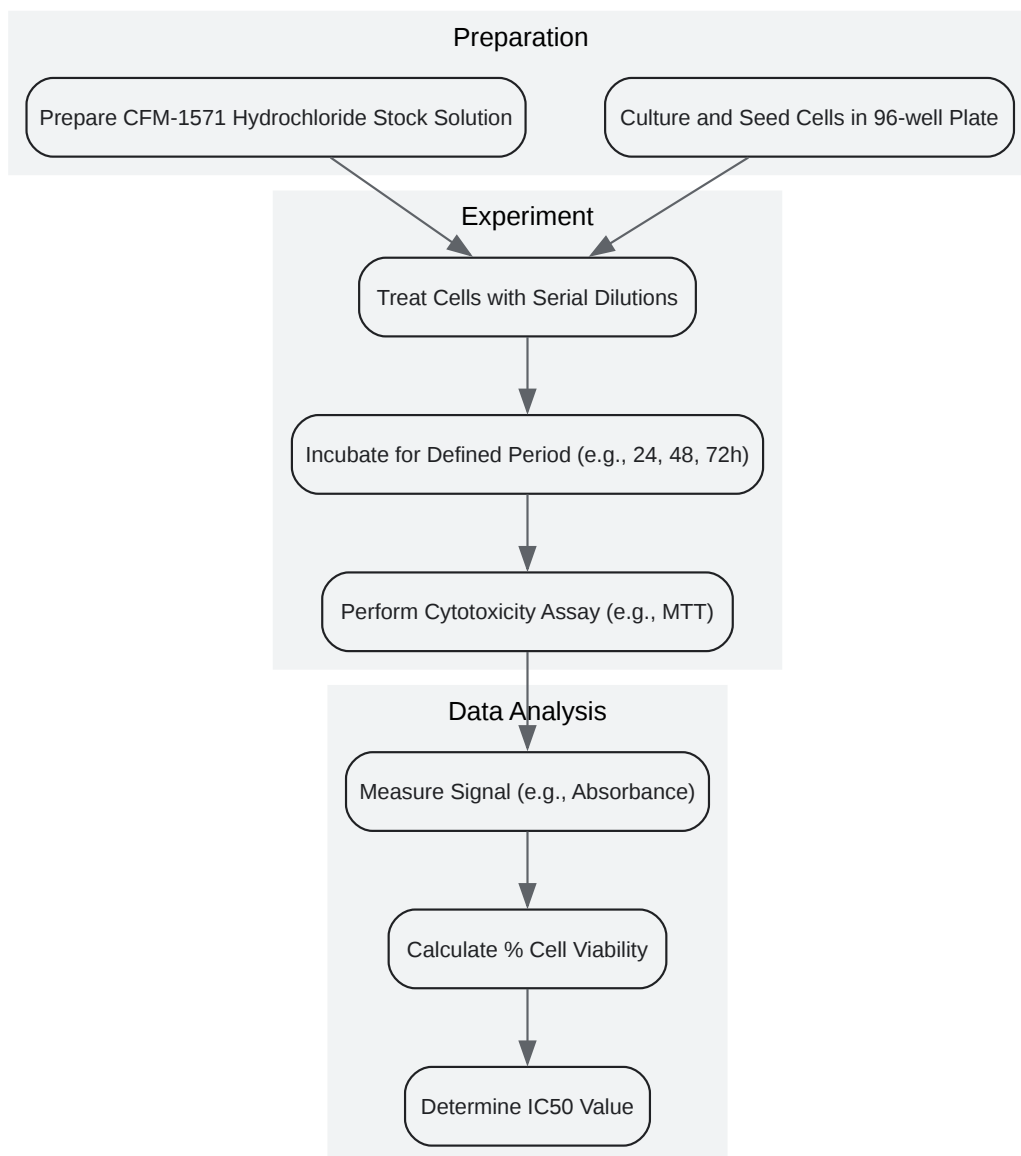 Preparation
Prepare CFM-1571 Hydrochloride Stock Solution
Culture and Seed Cells in 96-well Plate
Experiment
Treat Cells with Serial Dilutions
Incubate for Defined Period (e.g., 24, 48, 72h)
Perform Cytotoxicity Assay (e.g., MTT)
Data Analysis
Measure Signal (e.g., Absorbance)
Calculate % Cell Viability
Determine IC50 Value